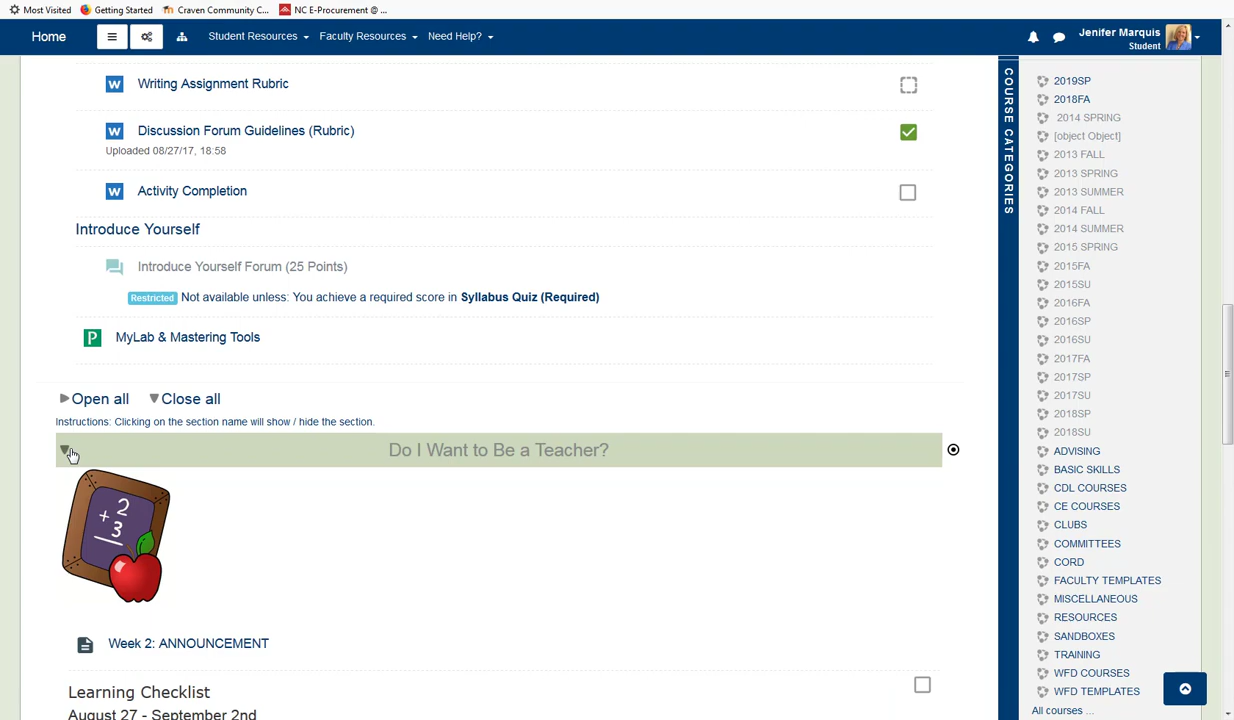 Most Visited Getting Started Craven Community C... NC E-Procurement @ ...
Home Student Resources Faculty Resources Need Help? Jenifer Marquis
Student
Writing Assignment Rubric
Discussion Forum Guidelines (Rubric)
Uploaded 08/27/17, 18:58
Activity Completion
Introduce Yourself
Introduce Yourself Forum (25 Points)
Restricted Not available unless: You achieve a required score in Syllabus Quiz (Required)
P MyLab & Mastering Tools
Open all Close all
Instructions: Clicking on the section name will show / hide the section.
Do I Want to Be a Teacher?
2
+ 3
Week 2: ANNOUNCEMENT
Learning Checklist
August 27 - September 2nd
COURSE CATEGORIES
2019SP
2018FA
2014 SPRING
[object Object]
2013 FALL
2013 SPRING
2013 SUMMER
2014 FALL
2014 SUMMER
2015 SPRING
2015FA
2015SU
2016FA
2016SP
2016SU
2017FA
2017SP
2017SU
2018SP
2018SU
ADVISING
BASIC SKILLS
CDL COURSES
CE COURSES
CLUBS
COMMITTEES
CORD
FACULTY TEMPLATES
MISCELLANEOUS
RESOURCES
SANDBOXES
TRAINING
WFD COURSES
WFD TEMPLATES
All courses ...